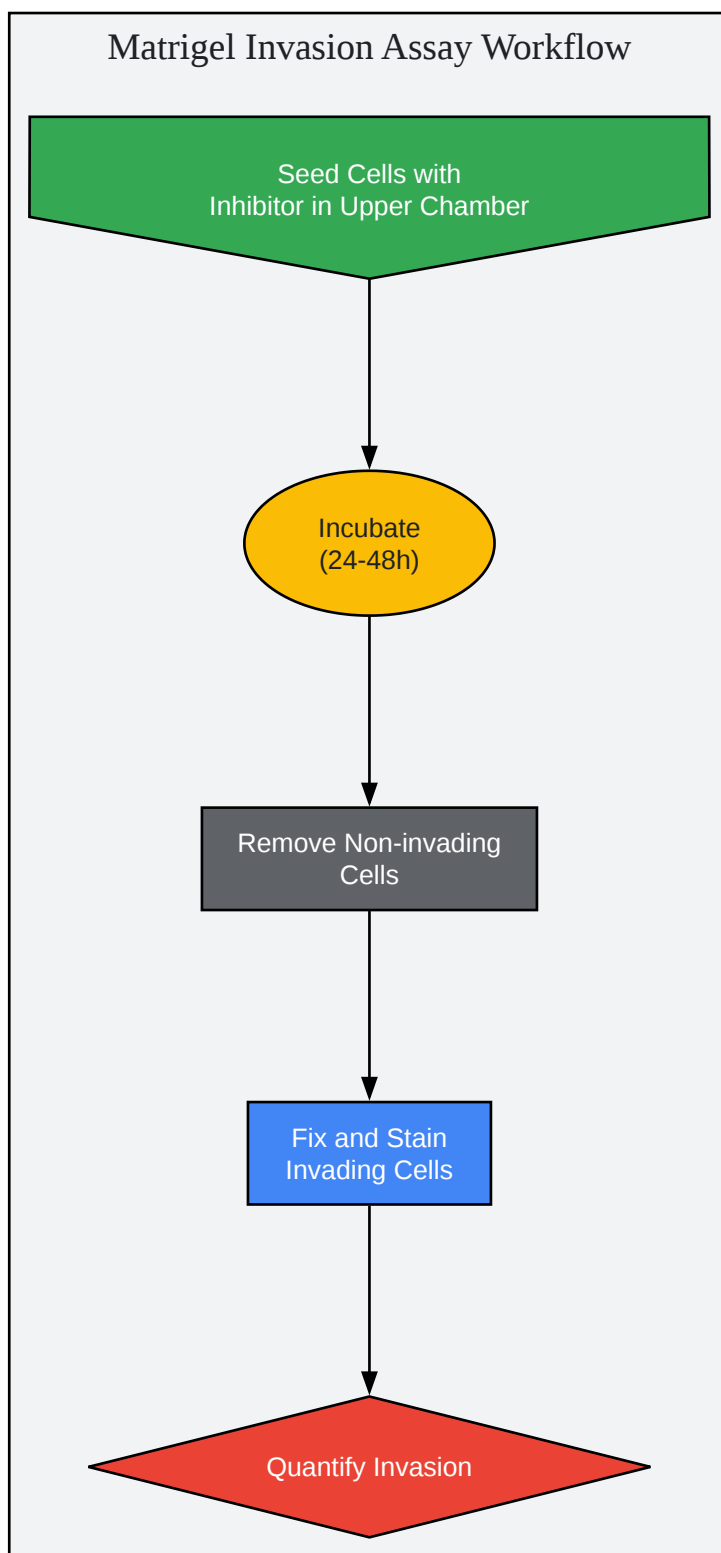 Matrigel Invasion Assay Workflow
Seed Cells with
Inhibitor in Upper Chamber
Incubate
(24-48h)
Remove Non-invading
Cells
Fix and Stain
Invading Cells
Quantify Invasion